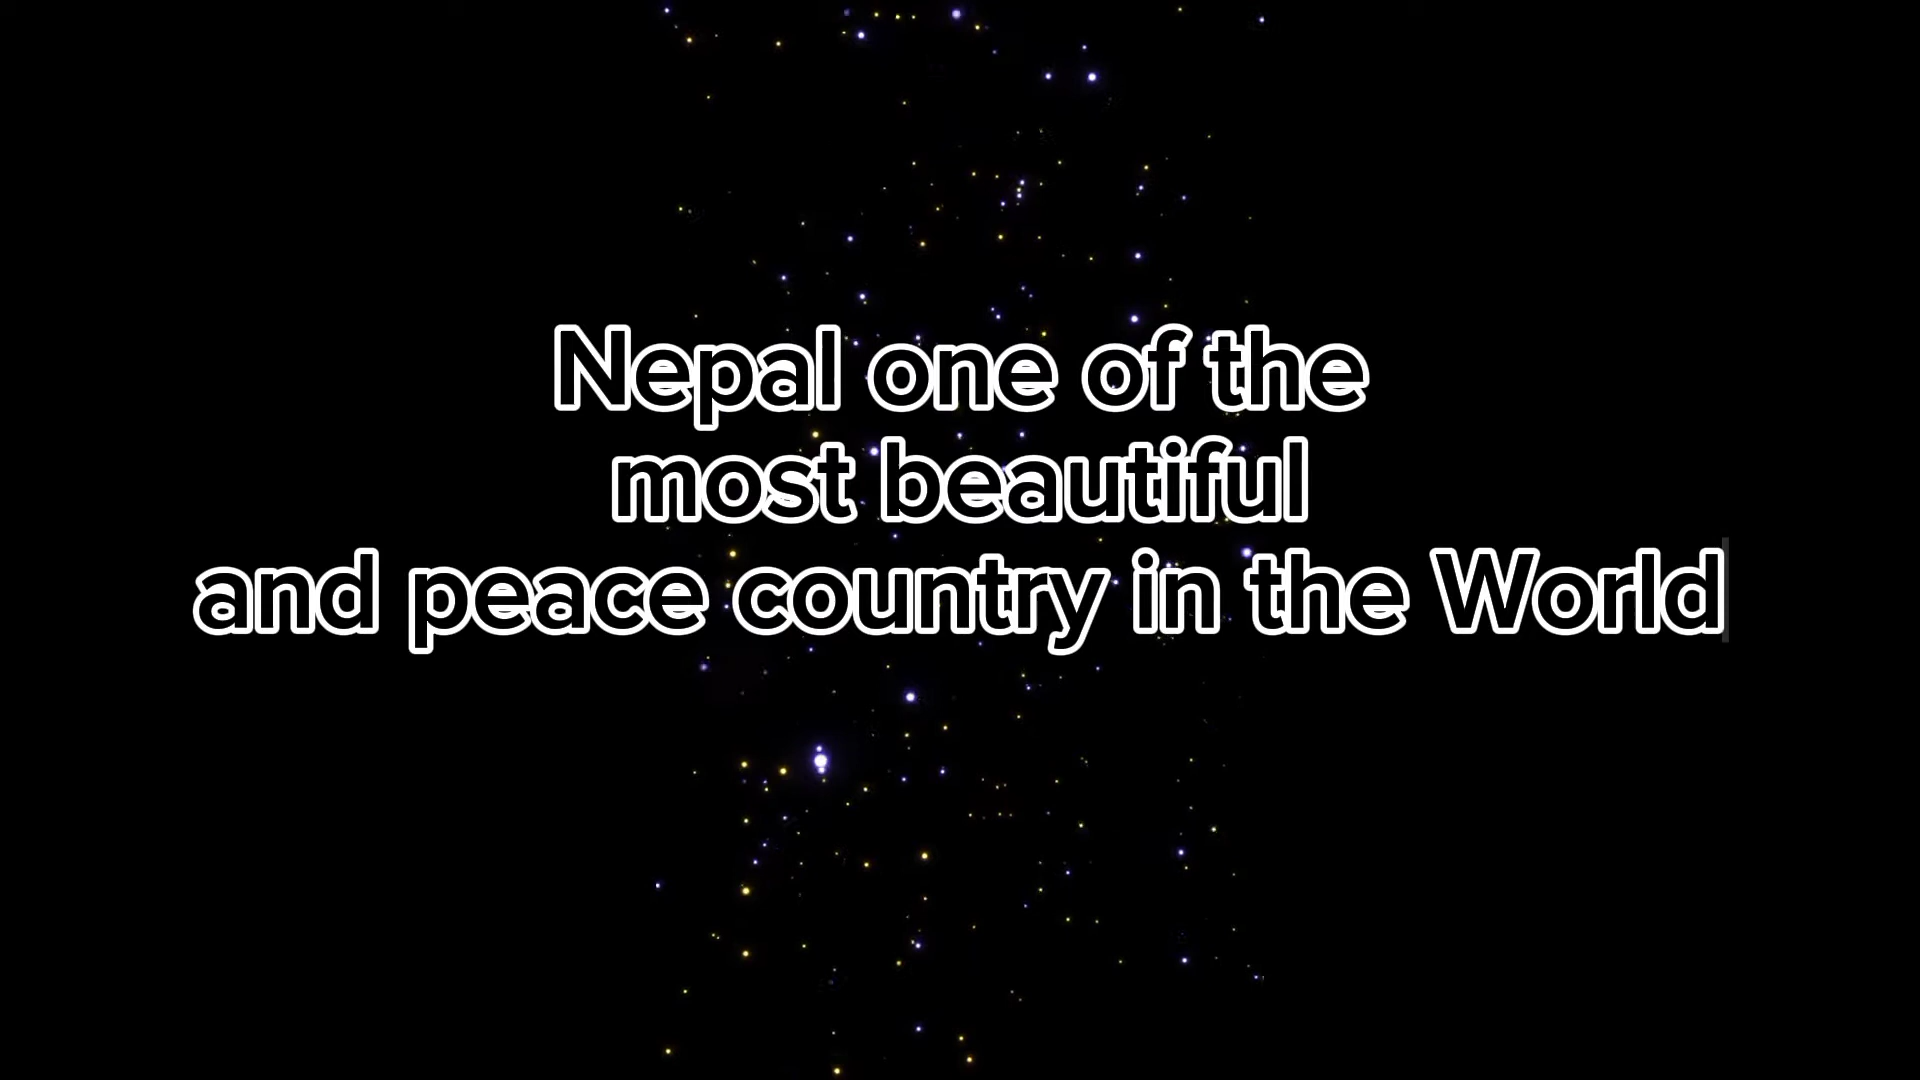 Nepal one of the
most beautiful
and peace country in the World